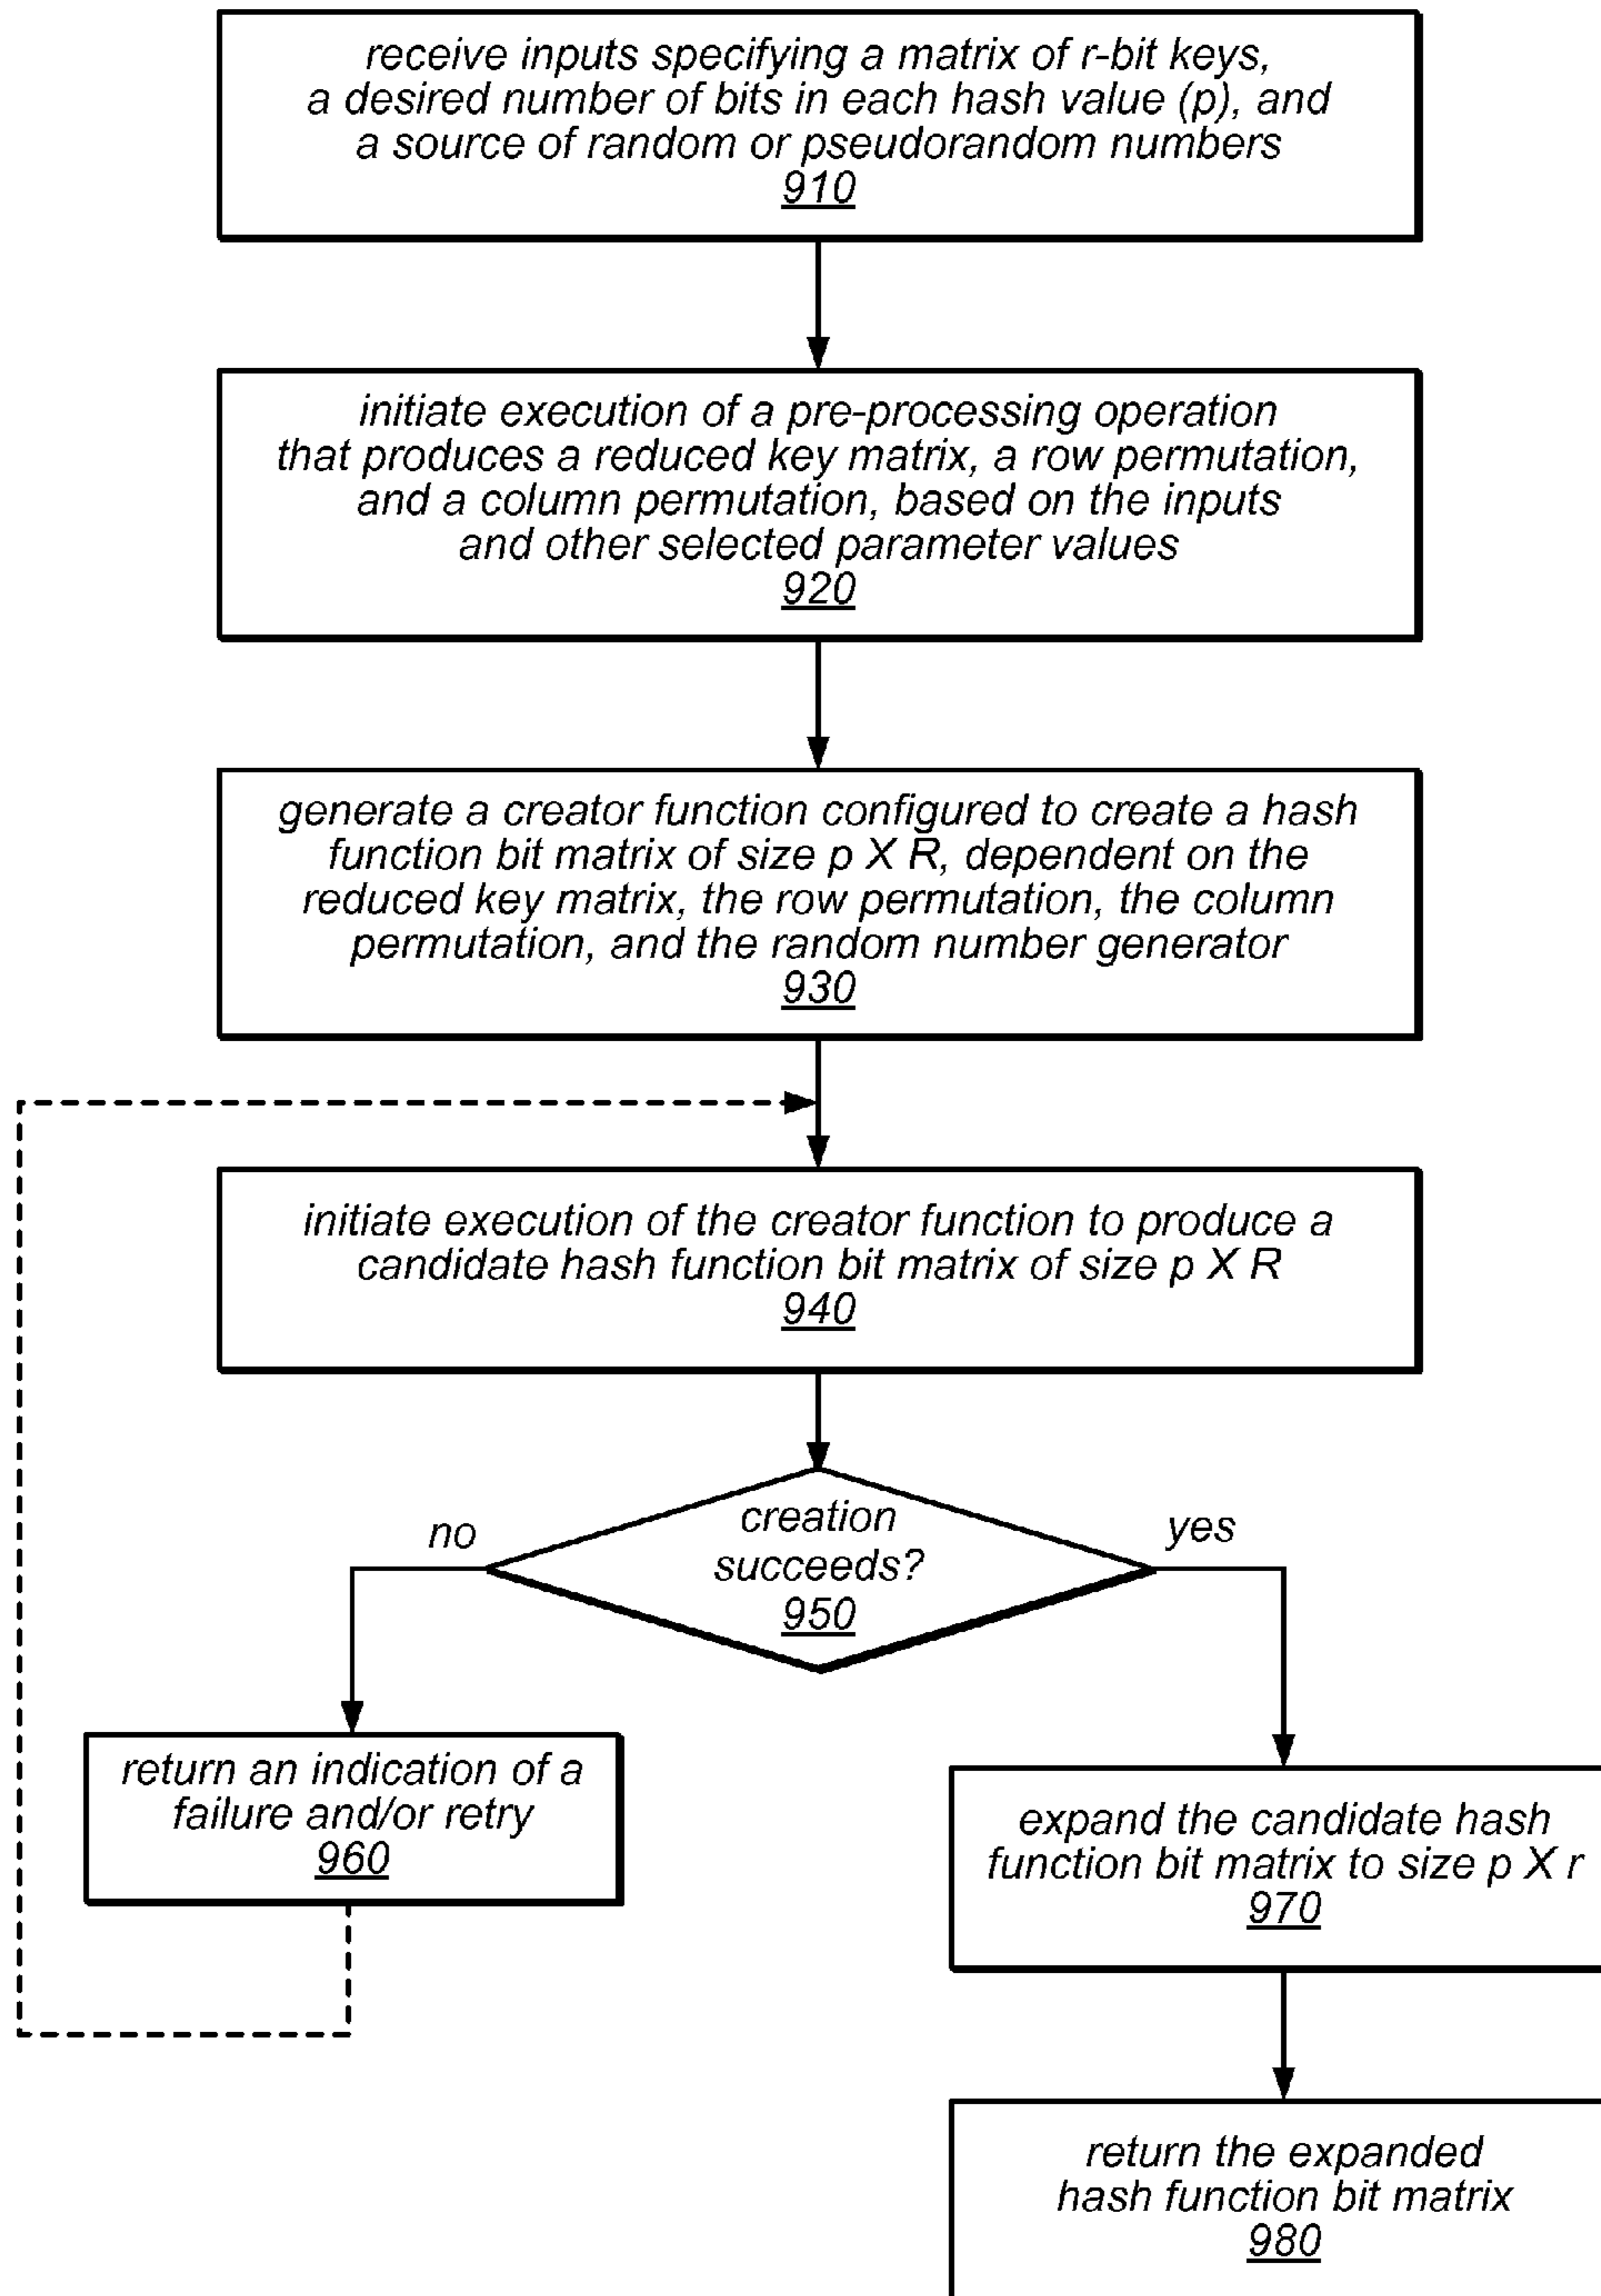 receive inputs specifying a matrix of r-bit keys,
a desired number of bits in each hash value (p), and
a source of random or pseudorandom numbers
910
initiate execution of a pre-processing operation
that produces a reduced key matrix, a row permutation,
and a column permutation, based on the inputs
and other selected parameter values
920
generate a creator function configured to create a hash
function bit matrix of size p X R, dependent on the
reduced key matrix, the row permutation, the column
permutation, and the random number generator
930
initiate execution of the creator function to produce a
candidate hash function bit matrix of size p X R
940
creation
succeeds?
950
no
yes
return an indication of a
failure and/or retry
960
expand the candidate hash
function bit matrix to size p X r
970
return the expanded
hash function bit matrix
980